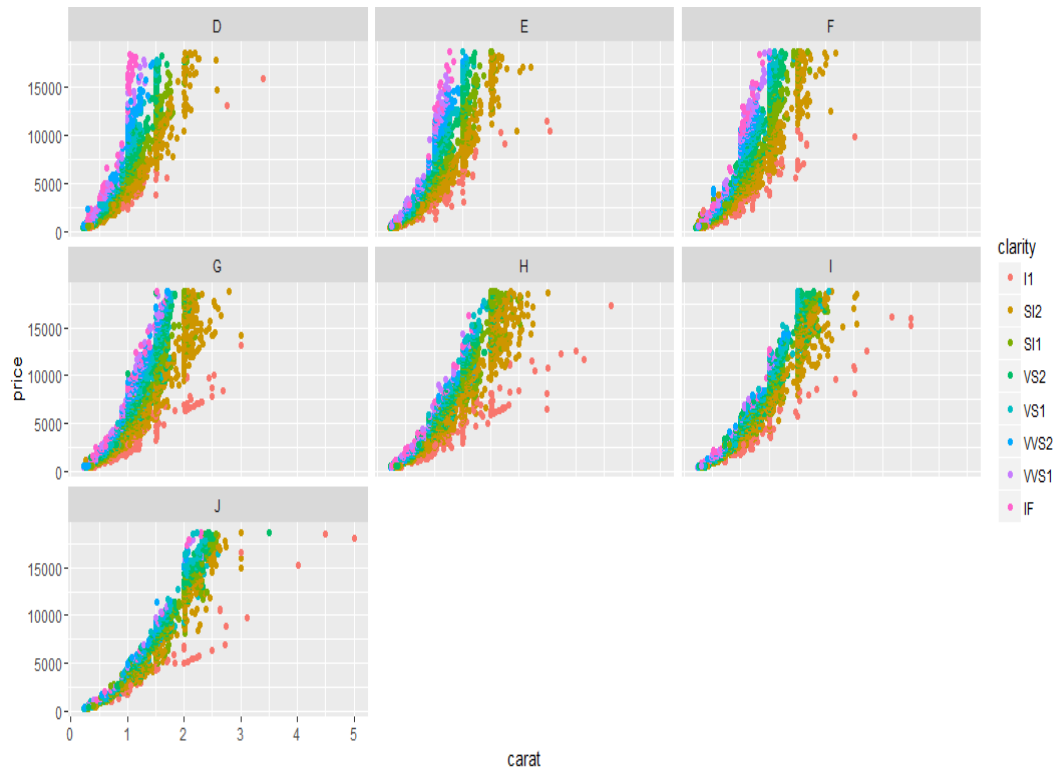 D E F
15000
10000
5000
0
G H I
15000
10000
5000
0
J
15000
10000
5000
0
0 1 2 3 4 5
carat
price
clarity
I1
SI2
SI1
VS2
VS1
VVS2
VVS1
IF